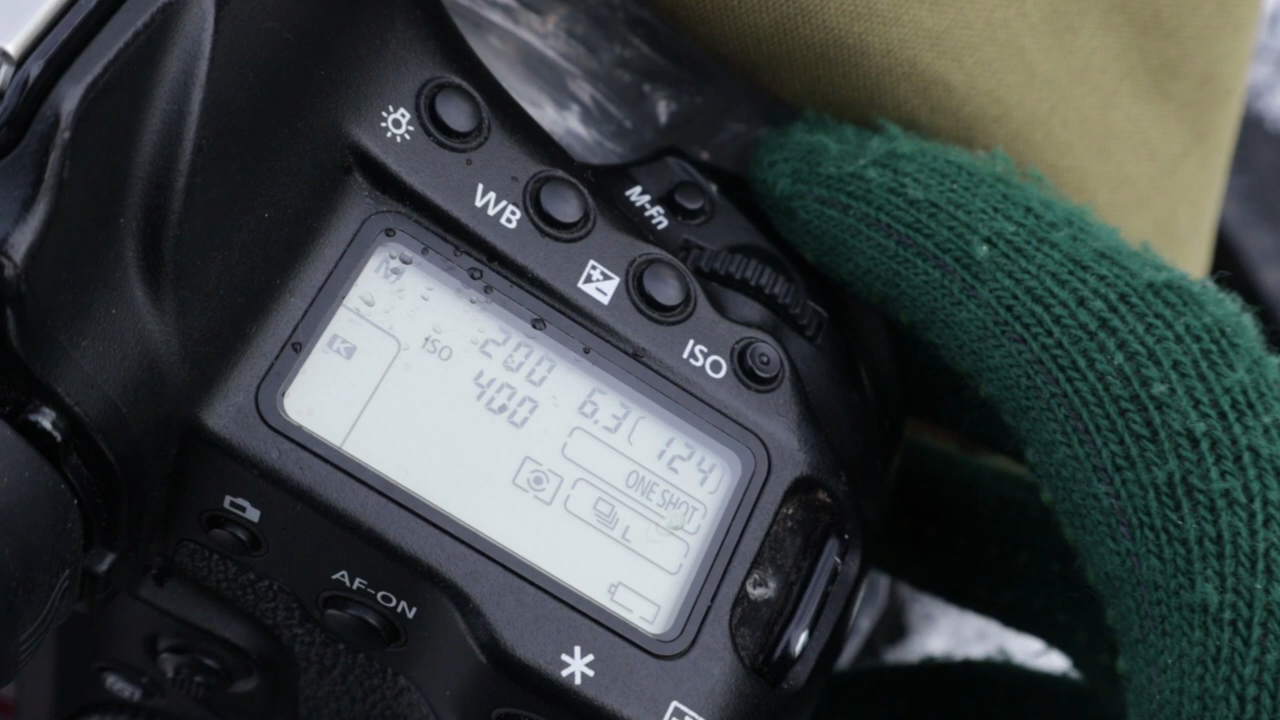 WB
M-Fn
ISO
M
200
6.3 (124)
K
ISO
400
ONE SHOT
L
AF-ON